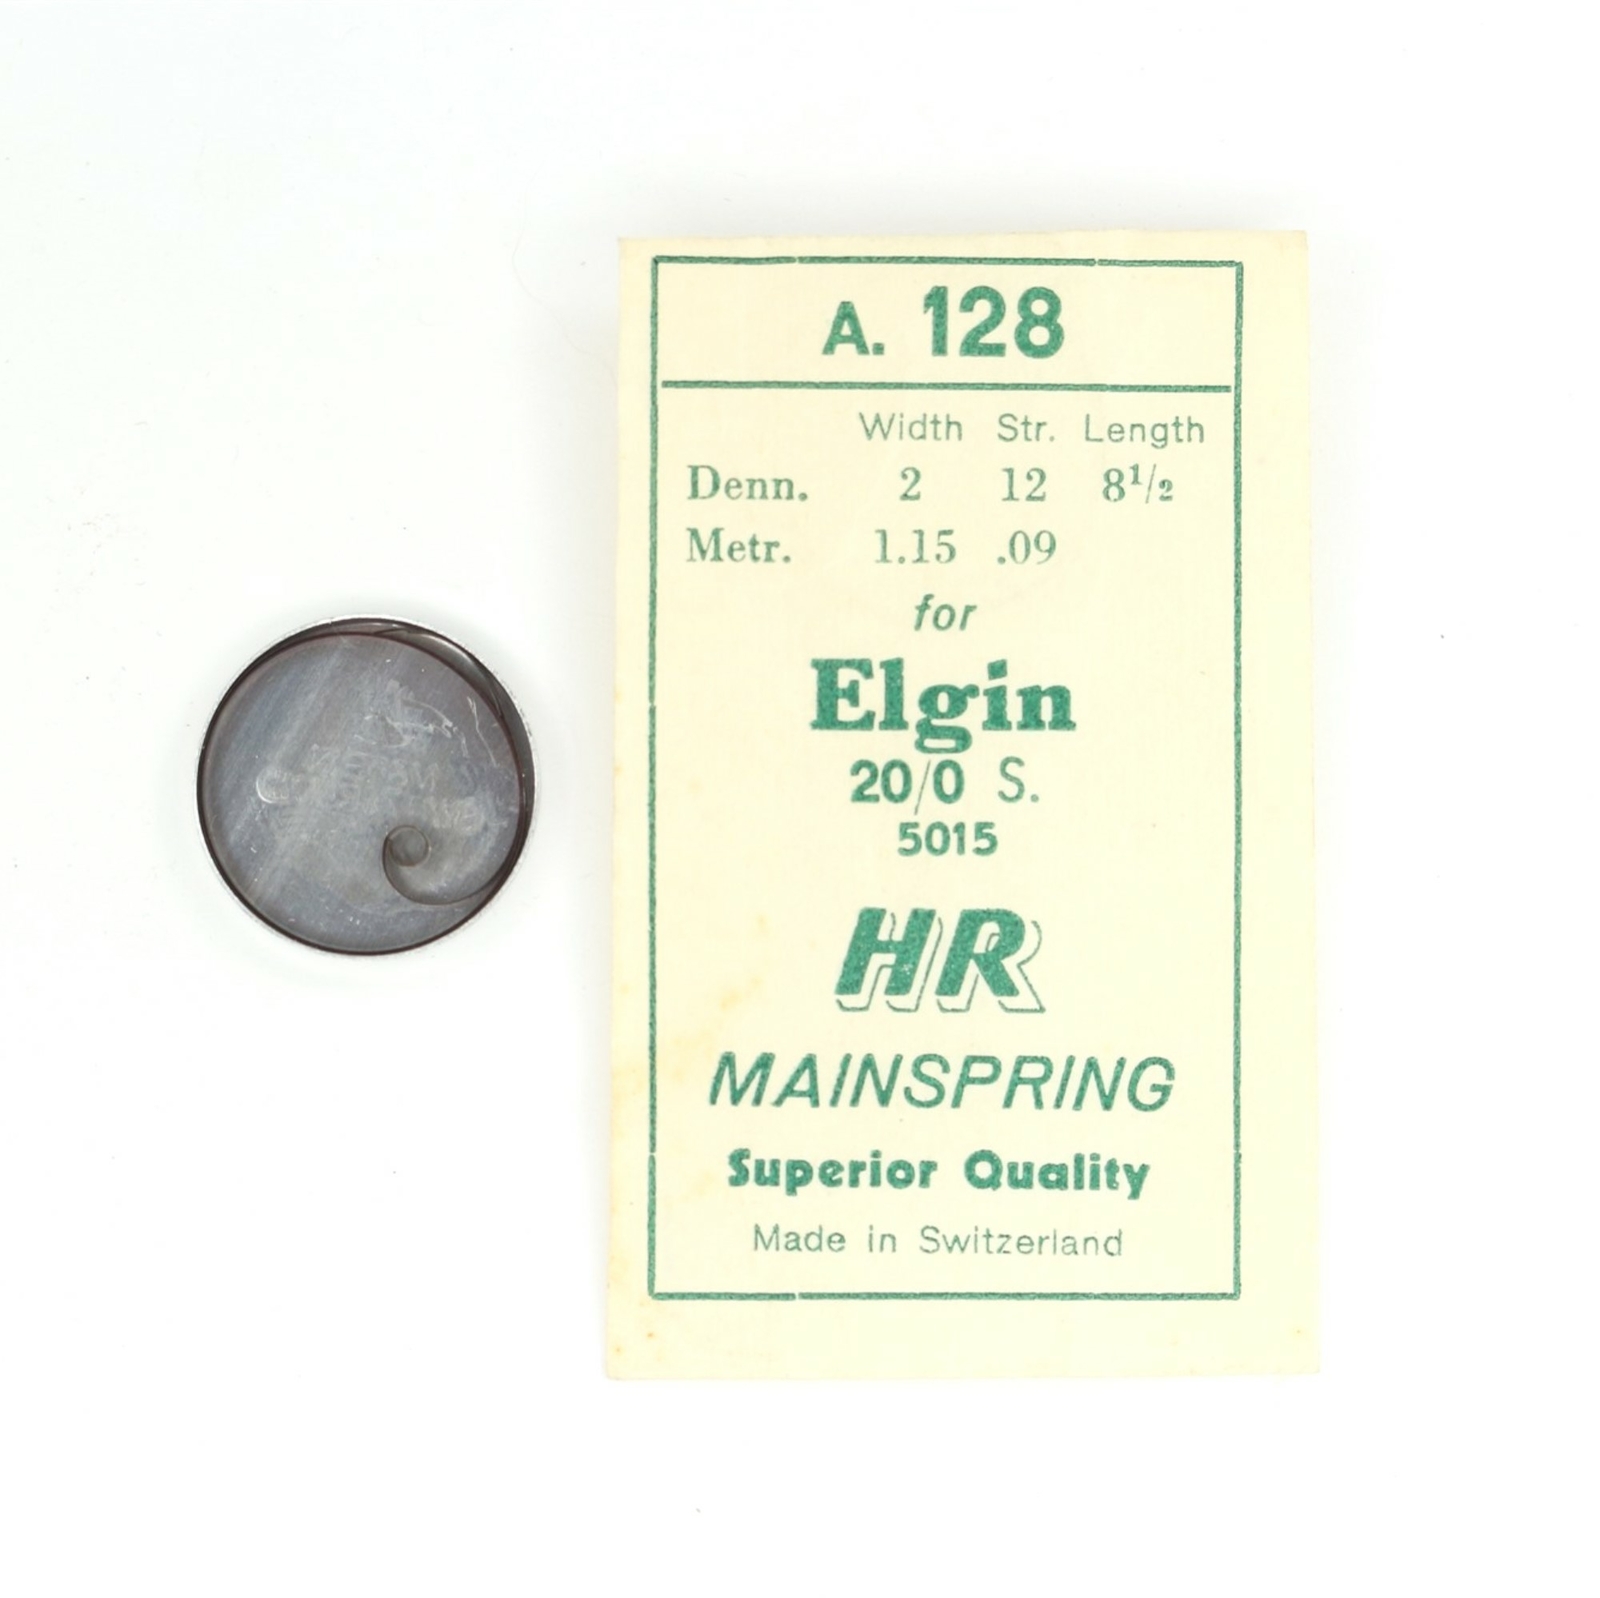 A. 128
Width Str. Length
Denn. 2 12 8½
Metr. 1.15 .09
for
Elgin
20/0 S.
5015
HR
MAINSPRING
Superior Quality
Made in Switzerland